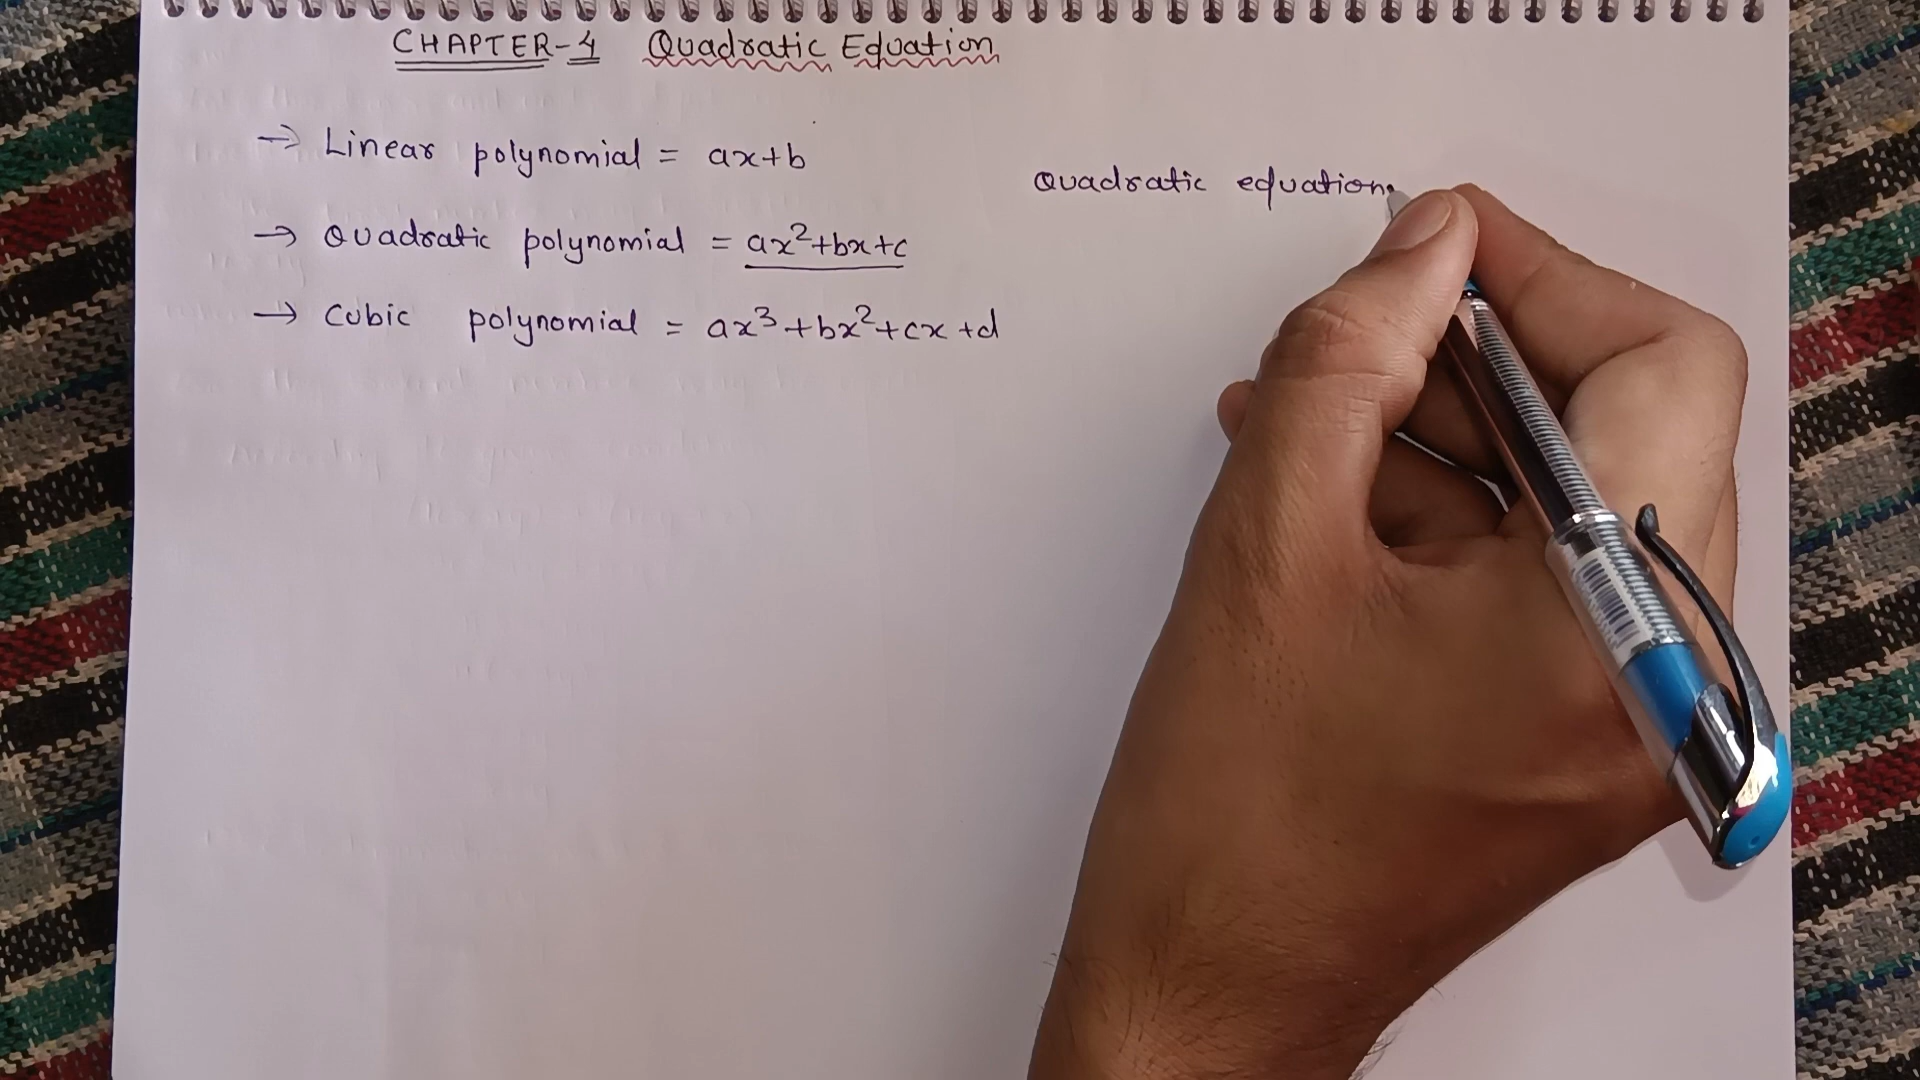 CHAPTER-4 Quadratic Equation
→ Linear polynomial = ax+b
→ Quadratic polynomial = ax²+bx+c
→ Cubic polynomial = ax³+bx²+cx+d
Quadratic equation